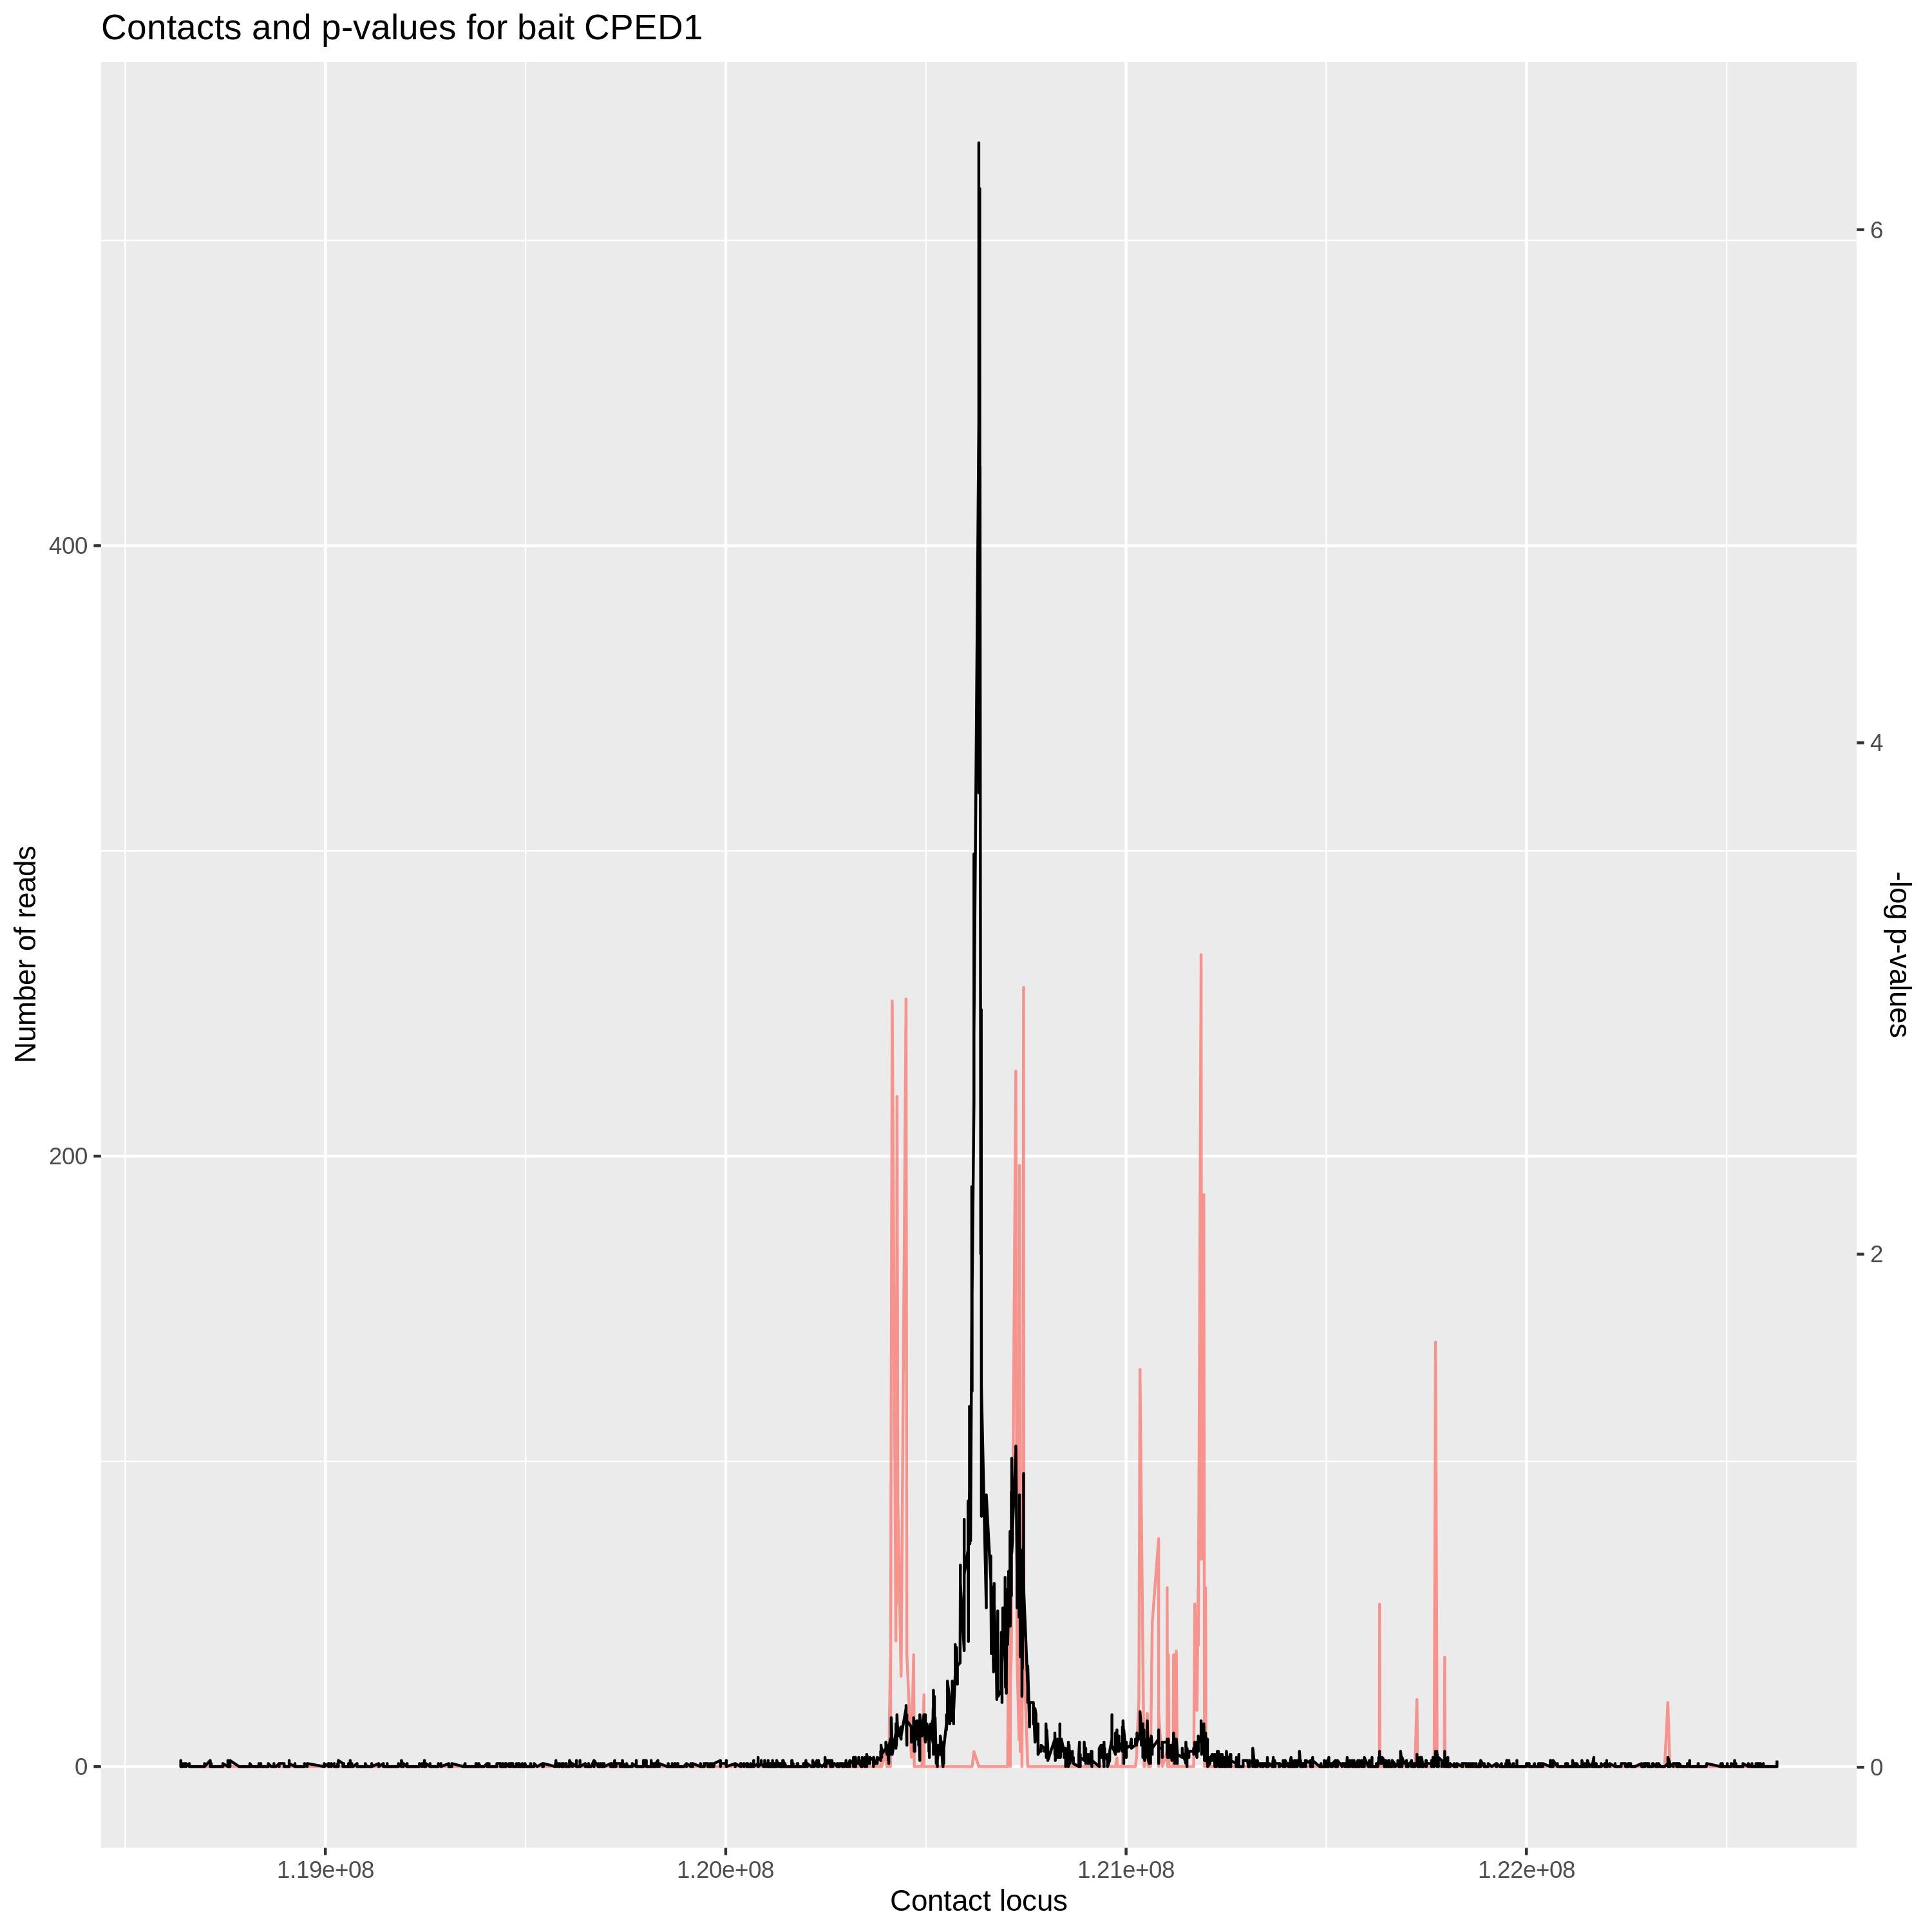 Contacts and p-values for bait CPED1
Number of reads
400
200
0
6
4
2
0
-log p-values
1.19e+08
1.20e+08
1.21e+08
1.22e+08
Contact locus